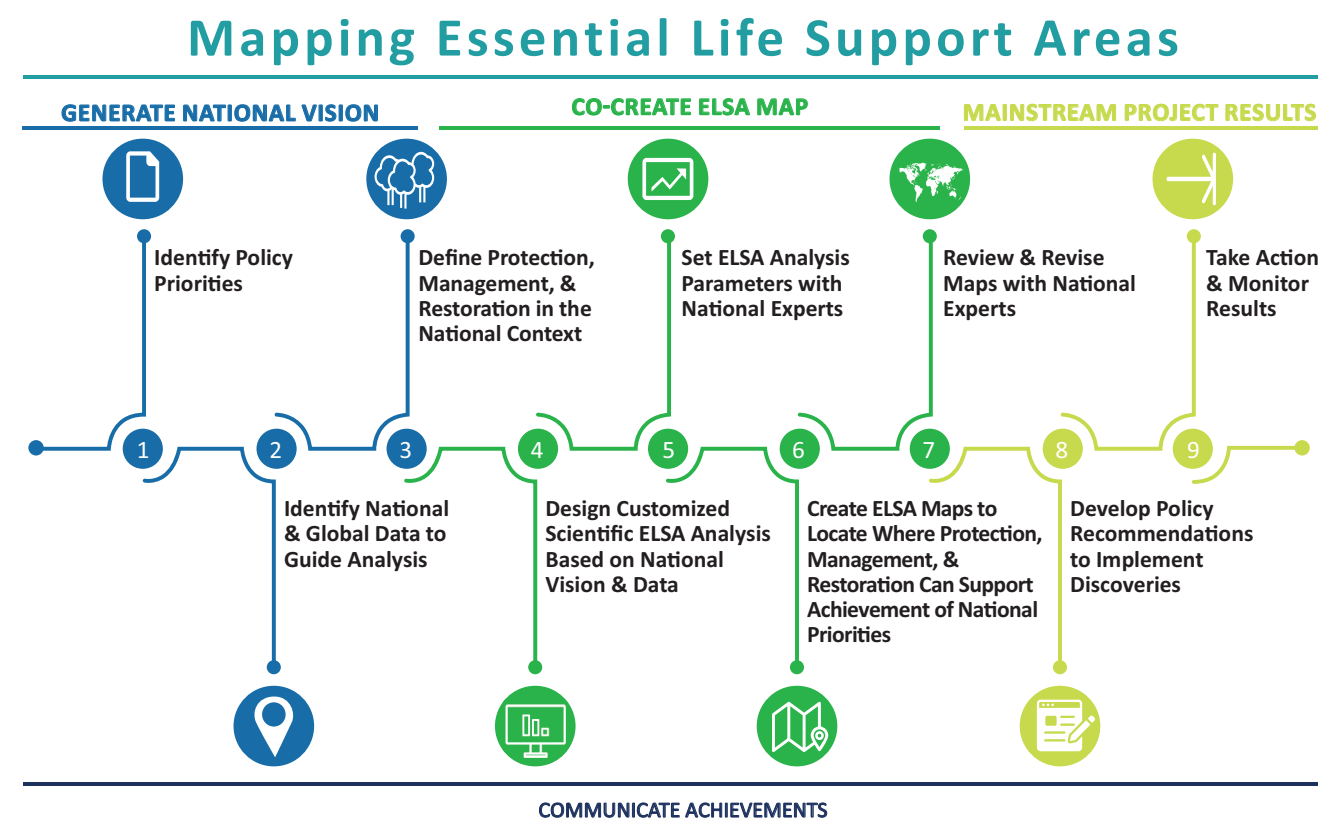 Mapping Essential Life Support Areas
GENERATE NATIONAL VISION
CO-CREATE ELSA MAP
MAINSTREAM PROJECT RESULTS
Identify Policy
Priorities
Define Protection,
Management, &
Restoration in the
National Context
Set ELSA Analysis
Parameters with
National Experts
Review & Revise
Maps with National
Experts
Take Action
& Monitor
Results
1
2
3
4
5
6
7
8
9
Identify National
& Global Data to
Guide Analysis
Design Customized
Scientific ELSA Analysis
Based on National
Vision & Data
Create ELSA Maps to
Locate Where Protection,
Management, &
Restoration Can Support
Achievement of National
Priorities
Develop Policy
Recommendations
to Implement
Discoveries
COMMUNICATE ACHIEVEMENTS